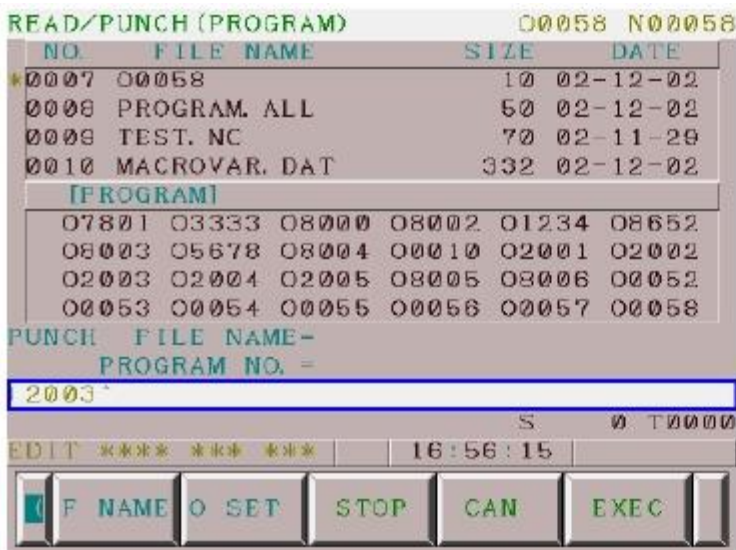 READ/PUNCH(PROGRAM) O0058 N00058
NO. FILE NAME SIZE DATE
*0007 O0058 10 02-12-02
0008 PROGRAM.ALL 50 02-12-02
0009 TEST.NC 70 02-11-29
0010 MACROVAR.DAT 332 02-12-02
[PROGRAM]
O7801 O3333 O8000 O8002 O1234 O8652
O8003 O5678 O8004 O0010 O2001 O2002
O2003 O2004 O2005 O8005 O8006 O0052
O0053 O0054 O0055 O0056 O0057 O0058
PUNCH FILE NAME=
PROGRAM NO. =
2003^
S 0 T0000
EDIT **** *** *** 16:56:15
( F NAME O SET STOP CAN EXEC